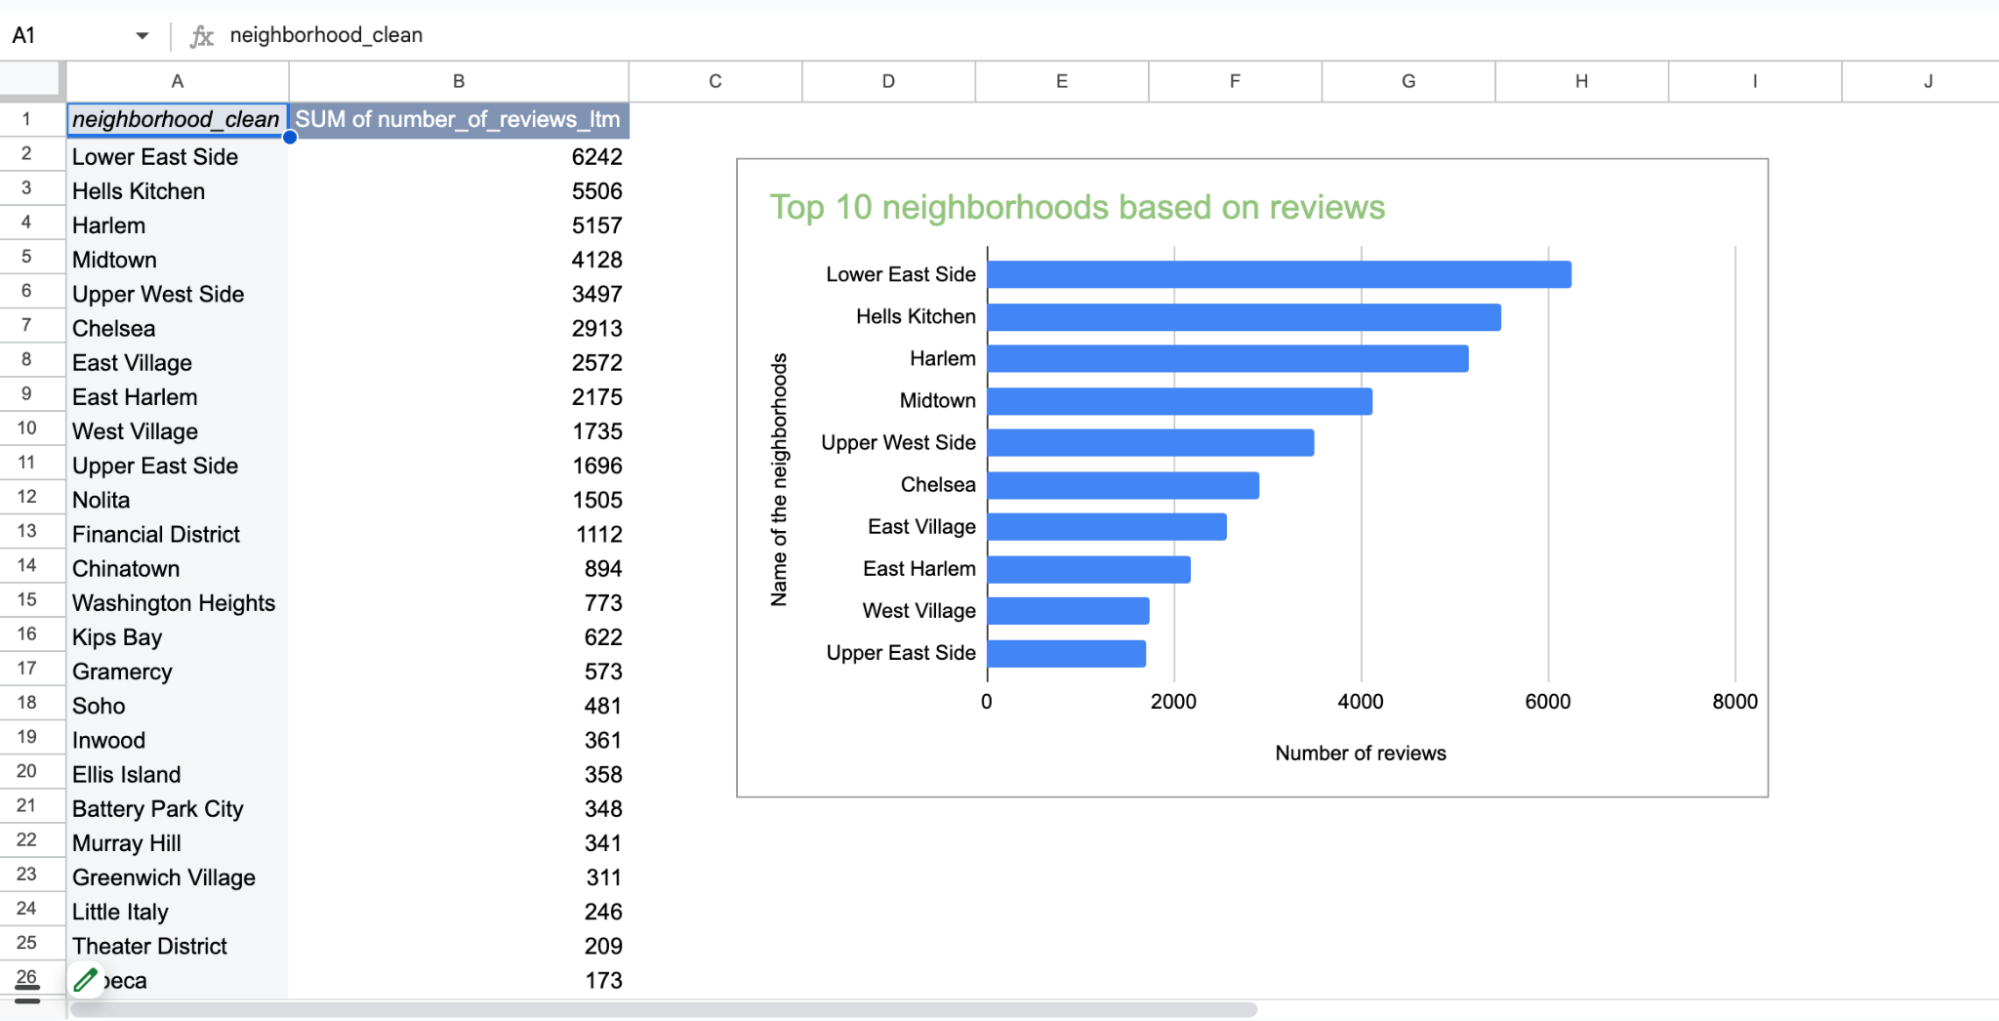 A1
fx neighborhood_clean
A B C D E F G H I J
1 neighborhood_clean SUM of number_of_reviews_ltm
2 Lower East Side 6242
3 Hells Kitchen 5506
4 Harlem 5157
5 Midtown 4128
6 Upper West Side 3497
7 Chelsea 2913
8 East Village 2572
9 East Harlem 2175
10 West Village 1735
11 Upper East Side 1696
12 Nolita 1505
13 Financial District 1112
14 Chinatown 894
15 Washington Heights 773
16 Kips Bay 622
17 Gramercy 573
18 Soho 481
19 Inwood 361
20 Ellis Island 358
21 Battery Park City 348
22 Murray Hill 341
23 Greenwich Village 311
24 Little Italy 246
25 Theater District 209
26 173
Top 10 neighborhoods based on reviews
Name of the neighborhoods
Lower East Side
Hells Kitchen
Harlem
Midtown
Upper West Side
Chelsea
East Village
East Harlem
West Village
Upper East Side
0 2000 4000 6000 8000
Number of reviews